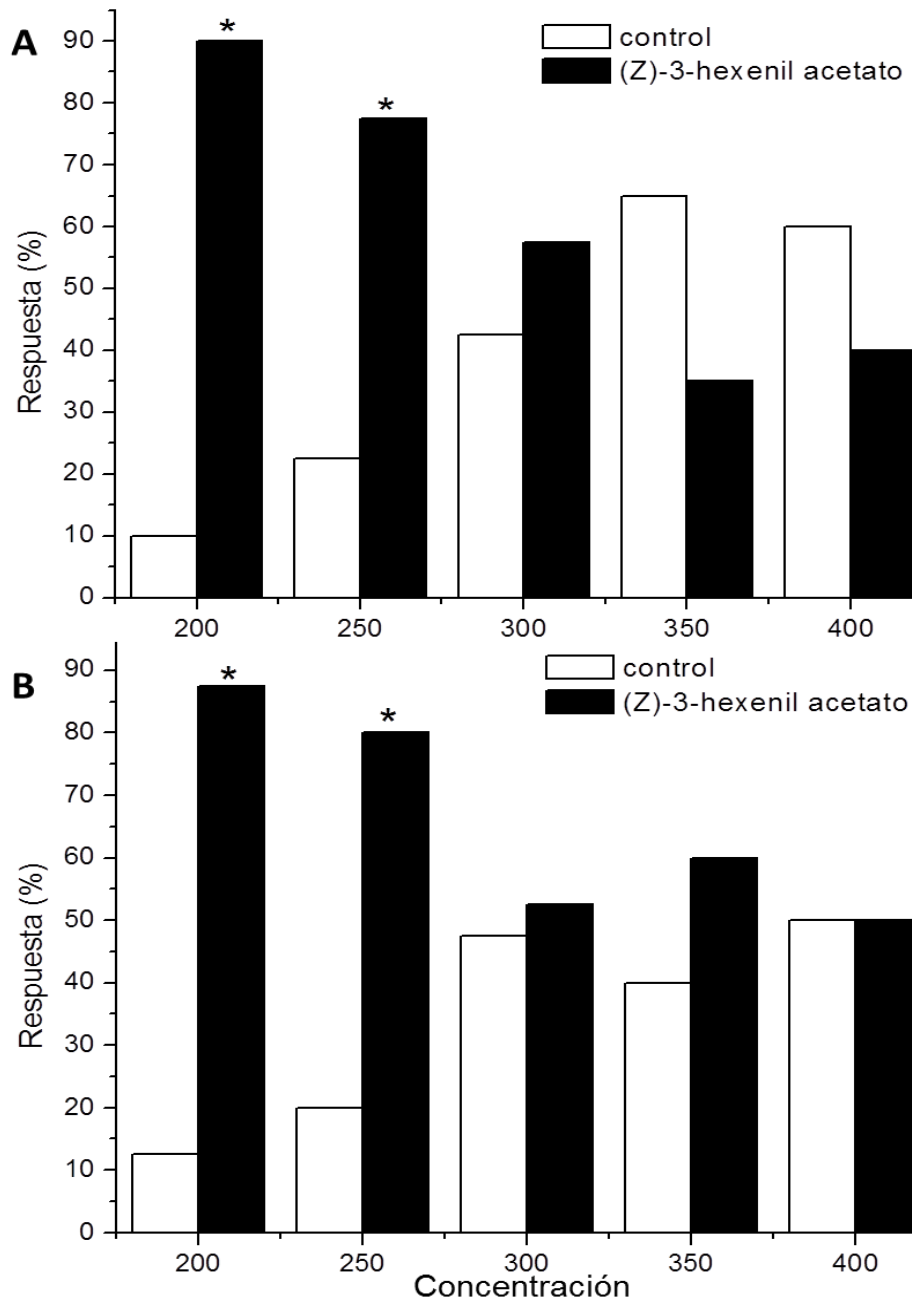 A
control
(Z)-3-hexenil acetato
Respuesta (%)
90
80
70
60
50
40
30
20
10
0
*
*
200 250 300 350 400
B
control
(Z)-3-hexenil acetato
Respuesta (%)
90
80
70
60
50
40
30
20
10
0
*
*
200 250 300 350 400
Concentración